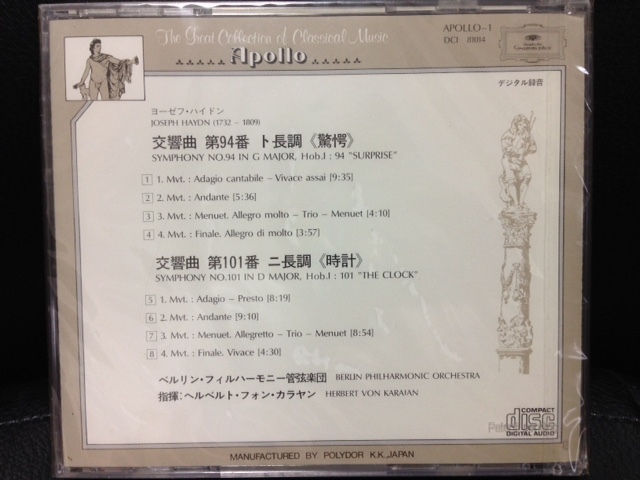 The Great Collection of Classical Music
Apollo
APOLLO-1
DCI 81814
Deutsche Grammophon
デジタル録音
ヨーゼフ・ハイドン
JOSEPH HAYDN (1732 – 1809)
交響曲 第94番 ト長調《驚愕》
SYMPHONY NO.94 IN G MAJOR, Hob.I : 94 "SURPRISE"
1 1. Mvt. : Adagio cantabile – Vivace assai [9:35]
2 2. Mvt. : Andante [5:36]
3 3. Mvt. : Menuet. Allegro molto – Trio – Menuet [4:10]
4 4. Mvt. : Finale. Allegro di molto [3:57]
交響曲 第101番 ニ長調《時計》
SYMPHONY NO.101 IN D MAJOR, Hob.I : 101 "THE CLOCK"
5 1. Mvt. : Adagio – Presto [8:19]
6 2. Mvt. : Andante [9:10]
7 3. Mvt. : Menuet. Allegretto – Trio – Menuet [8:54]
8 4. Mvt. : Finale. Vivace [4:30]
ベルリン・フィルハーモニー管弦楽団 BERLIN PHILHARMONIC ORCHESTRA
指揮:ヘルベルト・フォン・カラヤン HERBERT VON KARAJAN
COMPACT
disc
DIGITAL AUDIO
MANUFACTURED BY POLYDOR K.K.,JAPAN